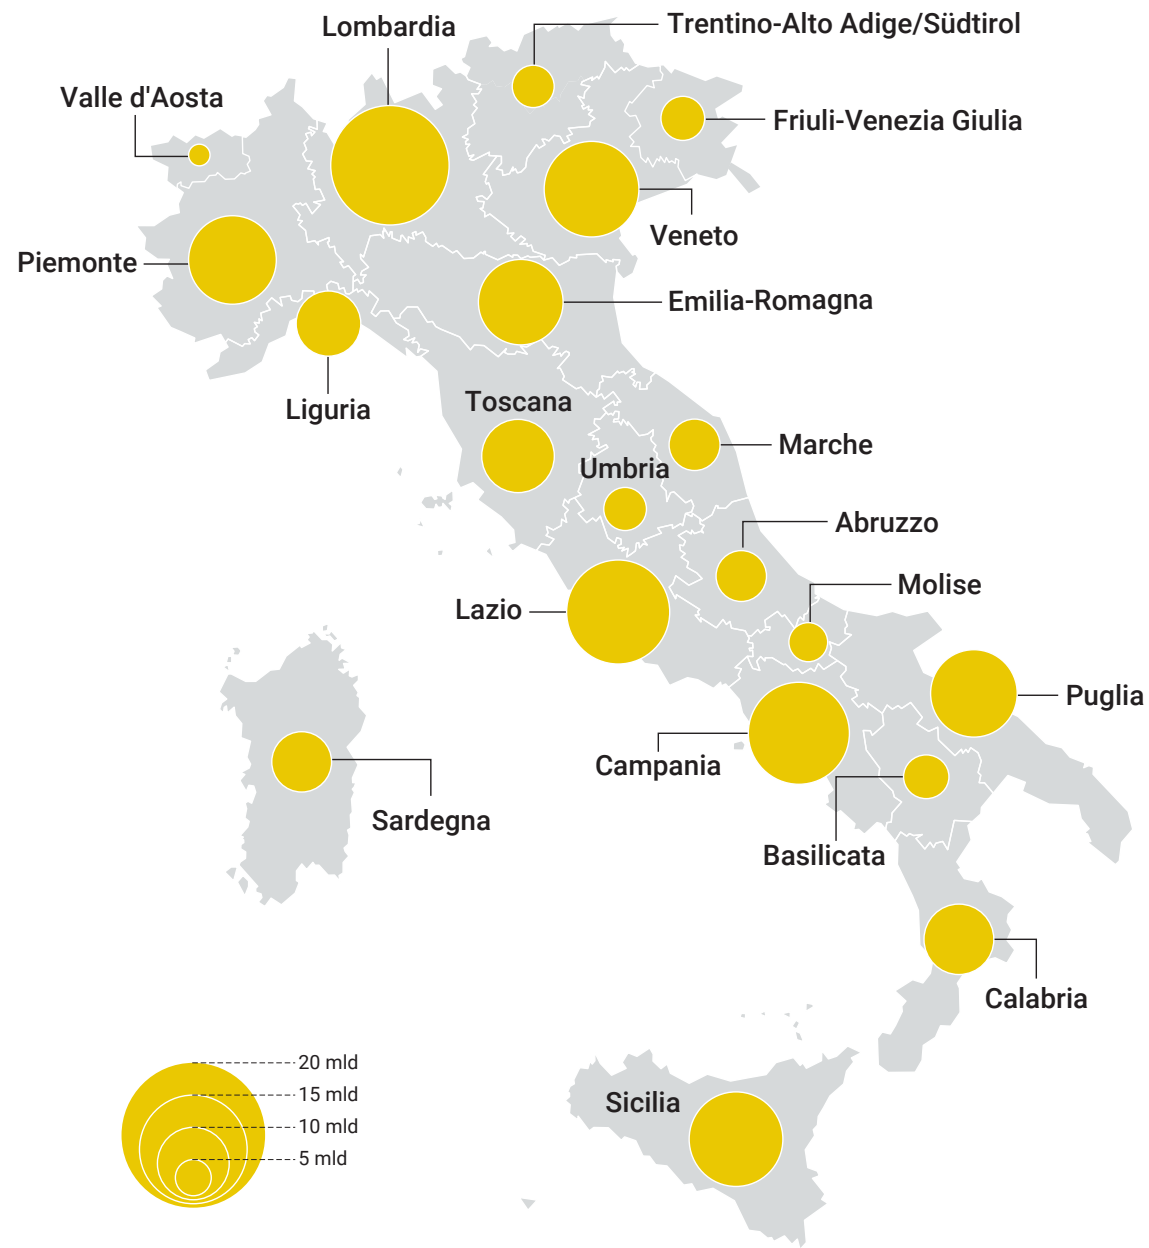 Trentino-Alto Adige/Südtirol
Lombardia
Valle d'Aosta
Friuli-Venezia Giulia
Veneto
Piemonte
Emilia-Romagna
Liguria
Toscana
Marche
Umbria
Abruzzo
Molise
Lazio
Puglia
Campania
Sardegna
Basilicata
Calabria
20 mld
15 mld
10 mld
5 mld
Sicilia